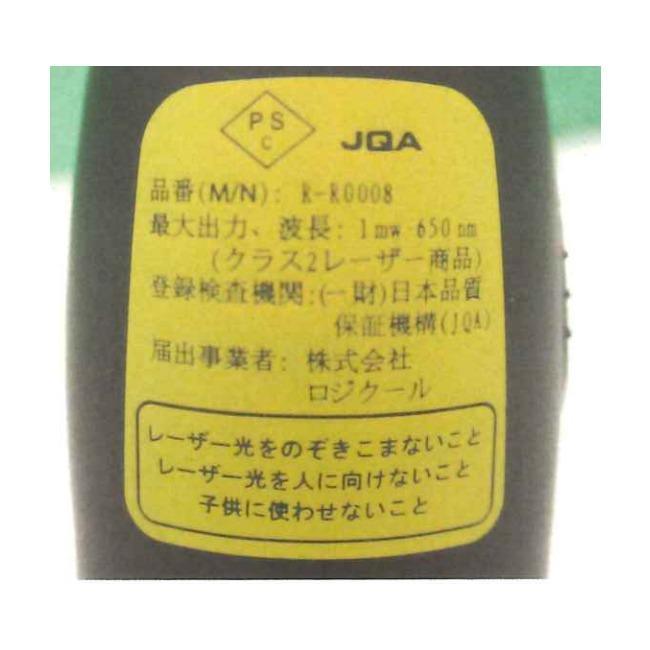 PS
C
JQA
品番(M/N): R-R0008
最大出力、波長: 1mw 650nm
(クラス2レーザー商品)
登録検査機関:(一財)日本品質
保証機構(JQA)
届出事業者: 株式会社
ロジクール
レーザー光をのぞきこまないこと
レーザー光を人に向けないこと
子供に使わせないこと